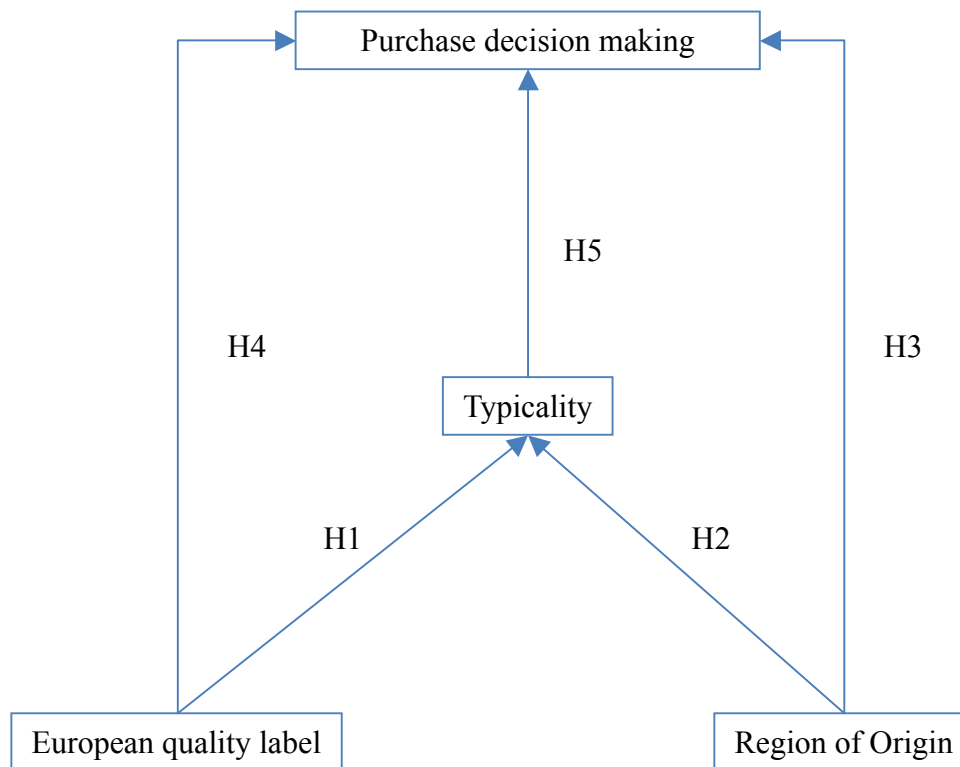 Purchase decision making
H5
H4
H3
Typicality
H1
H2
European quality label
Region of Origin